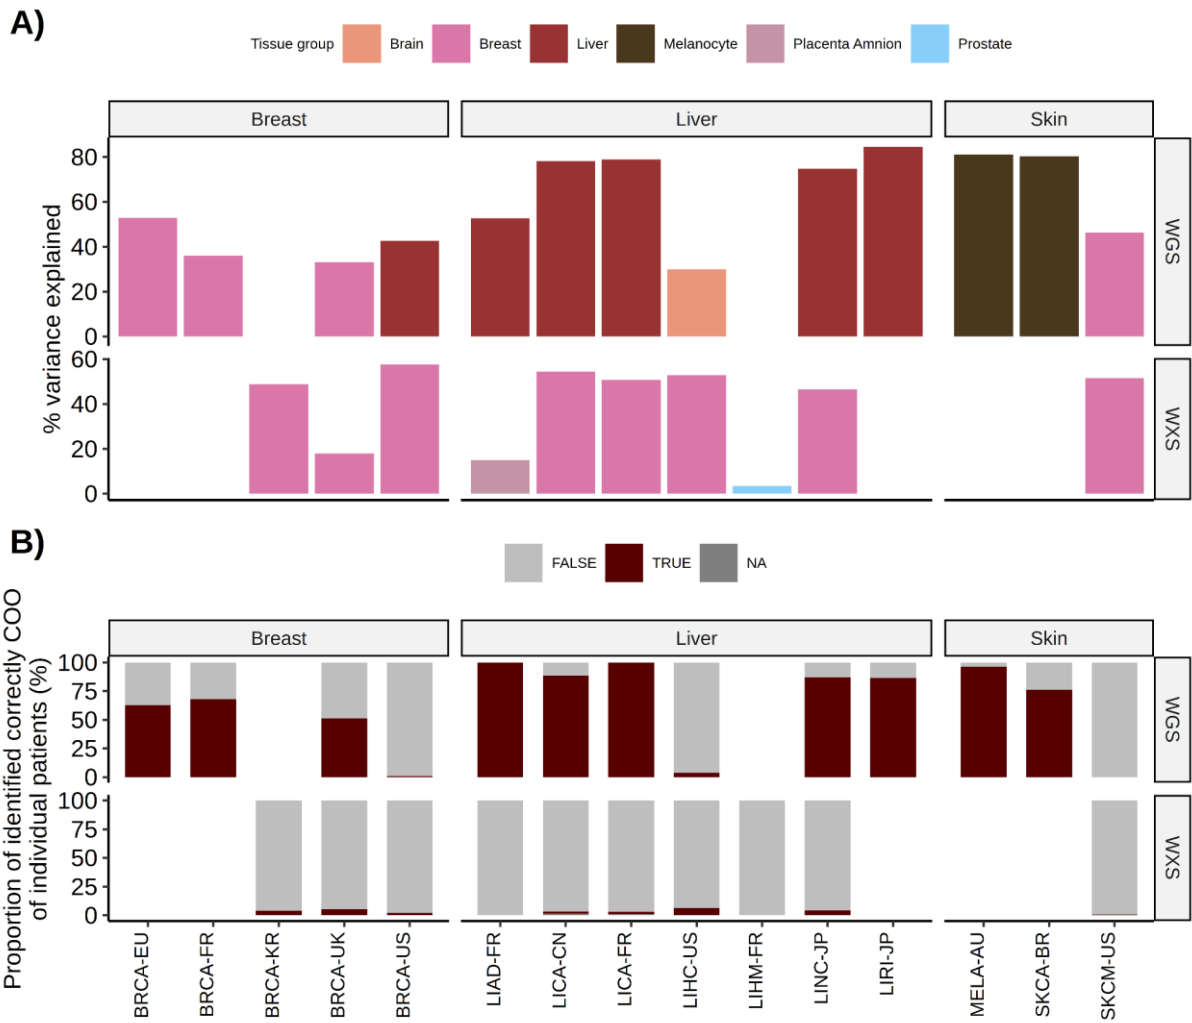 A)
Tissue group Brain Breast Liver Melanocyte Placenta Amnion Prostate
Breast Liver Skin
% variance explained
80
60
40
20
0
WGS
60
40
20
0
WXS
B)
FALSE TRUE NA
Breast Liver Skin
Proportion of identified correctly COO
of individual patients (%)
100
75
50
25
0
WGS
100
75
50
25
0
WXS
BRCA-EU BRCA-FR BRCA-KR BRCA-UK BRCA-US LIAD-FR LICA-CN LICA-FR LIHC-US LIHM-FR LINC-JP LIRI-JP MELA-AU SKCA-BR SKCM-US